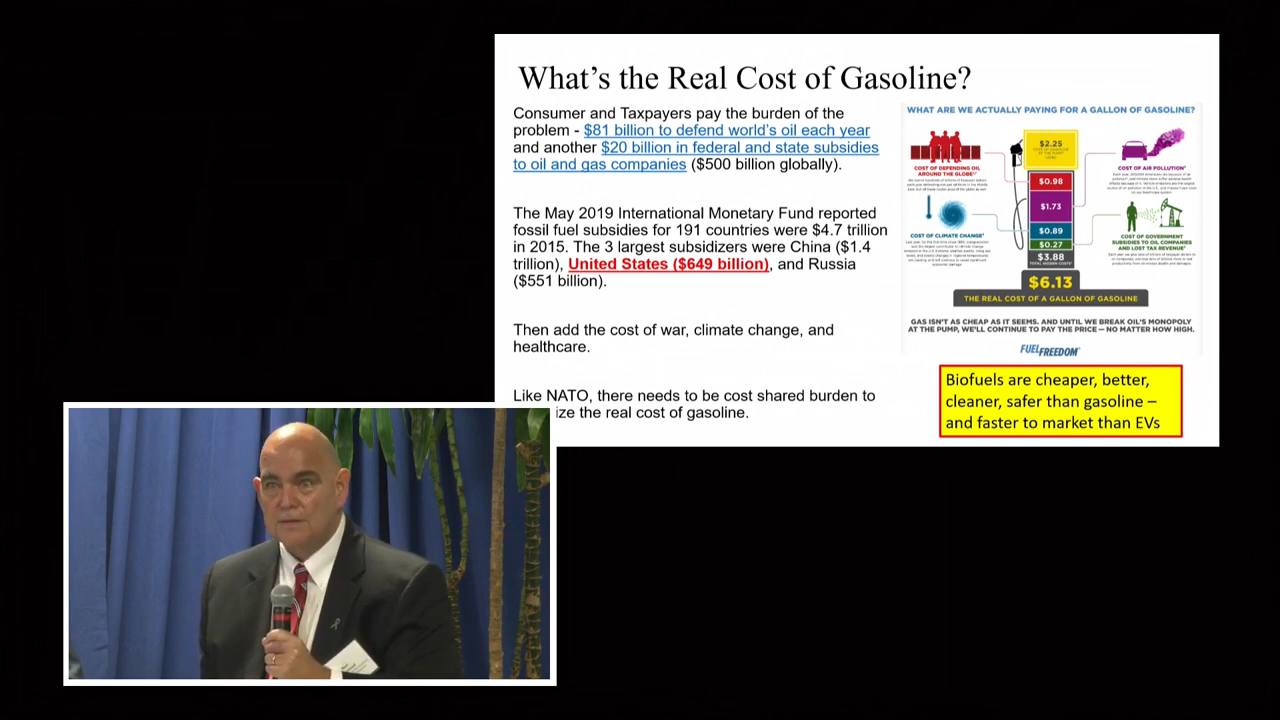 What's the Real Cost of Gasoline?
Consumer and Taxpayers pay the burden of the
problem - $81 billion to defend world's oil each year
and another $20 billion in federal and state subsidies
to oil and gas companies ($500 billion globally).
The May 2019 International Monetary Fund reported
fossil fuel subsidies for 191 countries were $4.7 trillion
in 2015. The 3 largest subsidizers were China ($1.4
trillion), United States ($649 billion), and Russia
($551 billion).
Then add the cost of war, climate change, and
healthcare.
Like NATO, there needs to be cost shared burden to
ize the real cost of gasoline.
WHAT ARE WE ACTUALLY PAYING FOR A GALLON OF GASOLINE?
COST OF DEFENDING OIL
AROUND THE GLOBE
COST OF CLIMATE CHANGE
$2.25
$0.98
$1.73
$0.89
$0.27
$3.88
TOTAL HIDDEN COSTS
COST OF AIR POLLUTION
COST OF GOVERNMENT
SUBSIDIES TO OIL COMPANIES
AND LOST TAX REVENUE
$6.13
THE REAL COST OF A GALLON OF GASOLINE
GAS ISN'T AS CHEAP AS IT SEEMS. AND UNTIL WE BREAK OIL'S MONOPOLY
AT THE PUMP, WE'LL CONTINUE TO PAY THE PRICE—NO MATTER HOW HIGH.
FUELFREEDOM
Biofuels are cheaper, better,
cleaner, safer than gasoline –
and faster to market than EVs